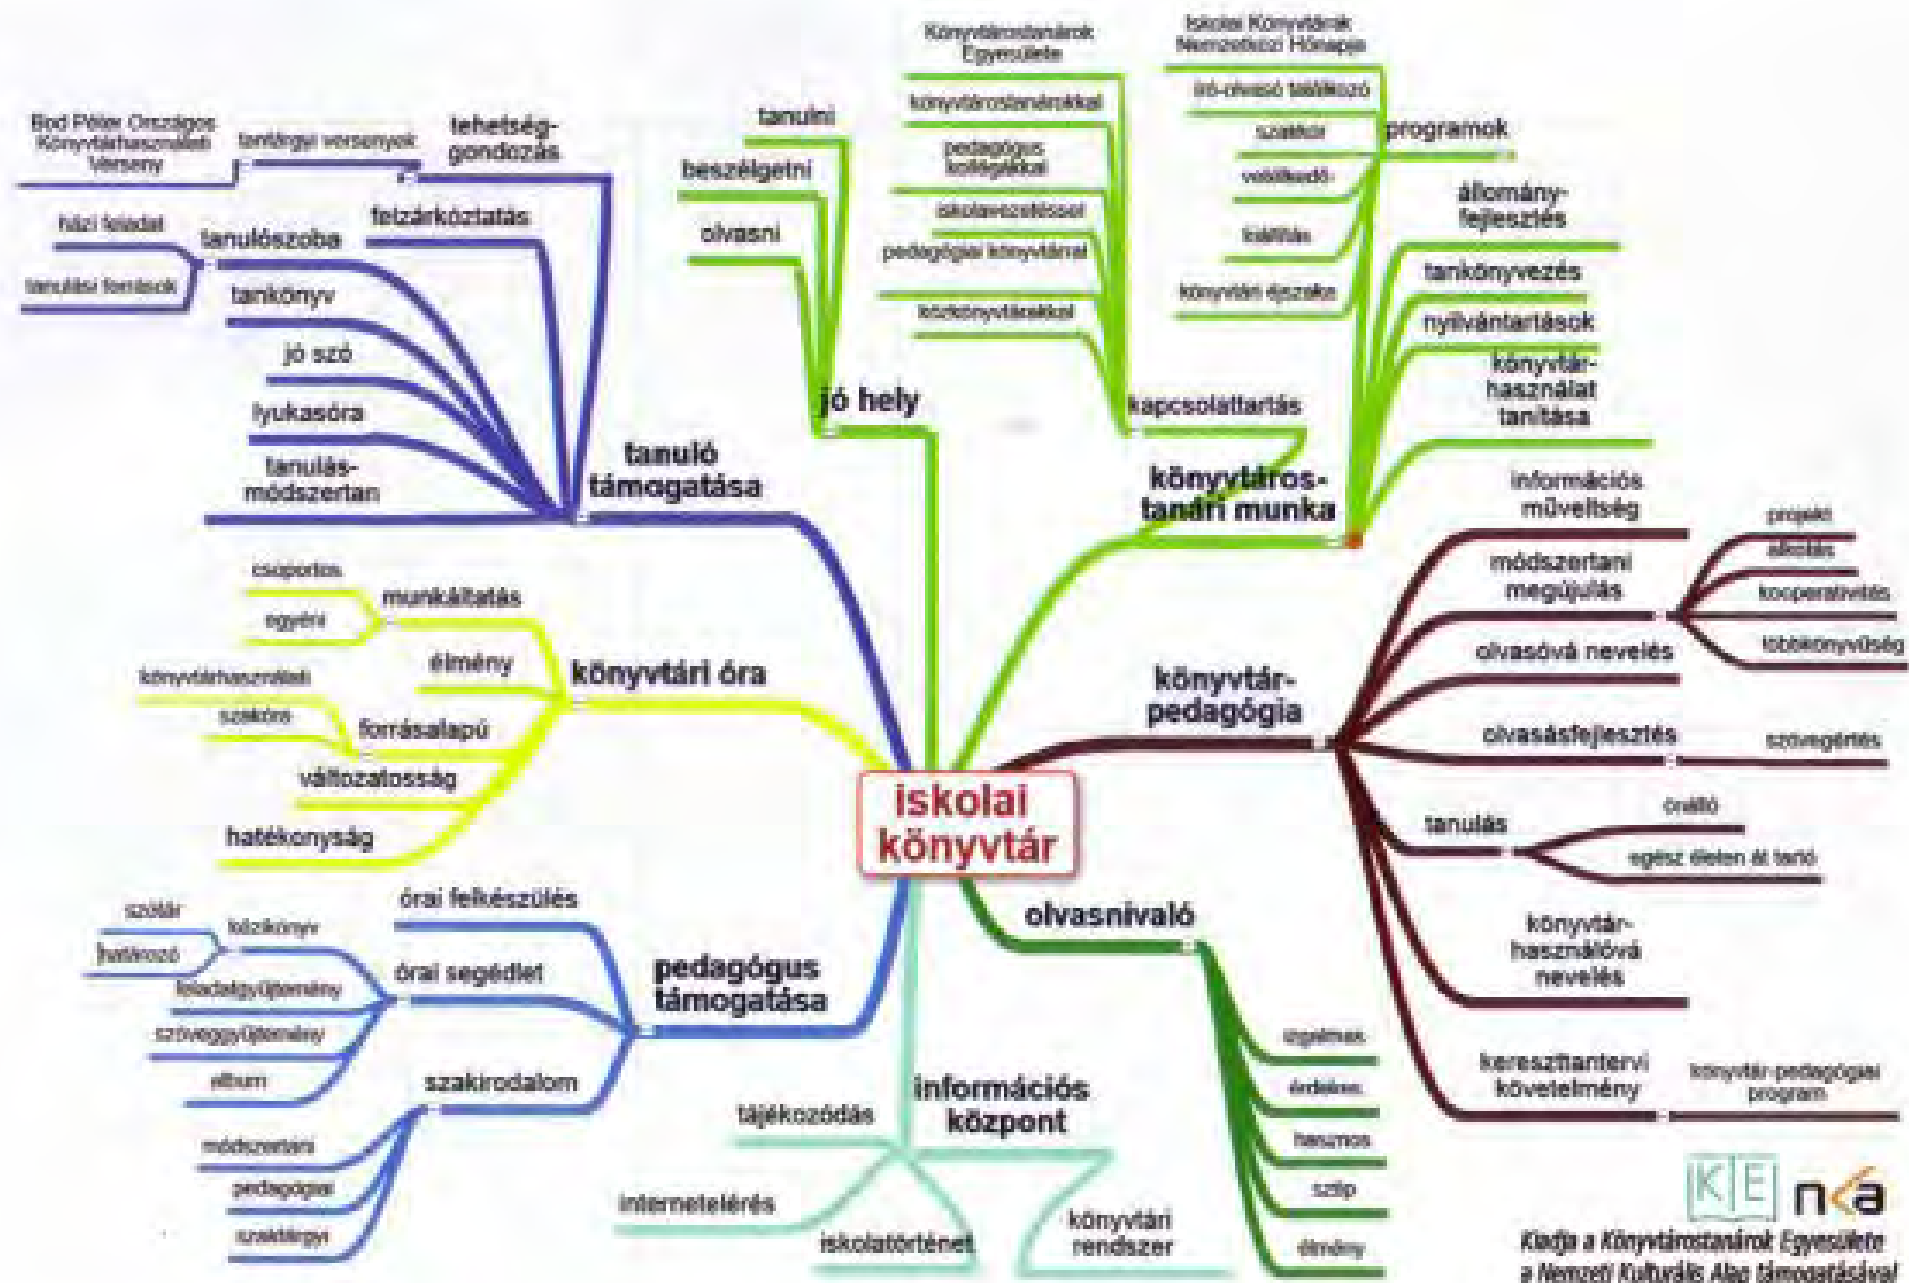 iskolai
könyvtár
tanuló
támogatása
tehetség-
gondozás
tantárgyi versenyek
Bod Péter Országos
Könyvtárhasználati
Verseny
felzárkóztatás
tanulószoba
házi feladat
tanulási források
tankönyv
jó szó
lyukasóra
tanulás-
módszertan
jó hely
tanulni
beszélgetni
olvasni
könyvtáros-
tanári munka
kapcsolattartás
Könyvtárostanárok
Egyesülete
könyvtárostanárokkal
pedagógus
kollégákkal
iskolavezetéssel
pedagógiai könyvtárral
közkönyvtárakkal
programok
Iskolai Könyvtárak
Nemzetközi Hónapja
író-olvasó találkozó
szakkör
vetélkedő
kiállítás
könyvtári éjszaka
állomány-
fejlesztés
tankönyvezés
nyilvántartások
könyvtár-
használat
tanítása
könyvtár-
pedagógia
információs
műveltség
módszertani
megújulás
projekt
alkotás
kooperativitás
többkönyvűség
olvasóvá nevelés
olvasásfejlesztés
szövegértés
tanulás
önálló
egész életen át tartó
könyvtár-
használóvá
nevelés
kereszttantervi
követelmény
könyvtár-pedagógiai
program
könyvtári óra
munkáltatás
csoportos
egyéni
élmény
forrásalapú
könyvtárhasználati
szakóra
változatosság
hatékonyság
pedagógus
támogatása
órai felkészülés
órai segédlet
kézikönyv
szótár
határozó
feladatgyűjtemény
szöveggyűjtemény
album
szakirodalom
módszertani
pedagógiai
szaktárgyi
információs
központ
tájékozódás
internetelérés
iskolatörténet
könyvtári
rendszer
olvasnivaló
izgalmas
érdekes
hasznos
szép
élmény
KE nka
Kiadja a Könyvtárostanárok Egyesülete
a Nemzeti Kulturális Alap támogatásával